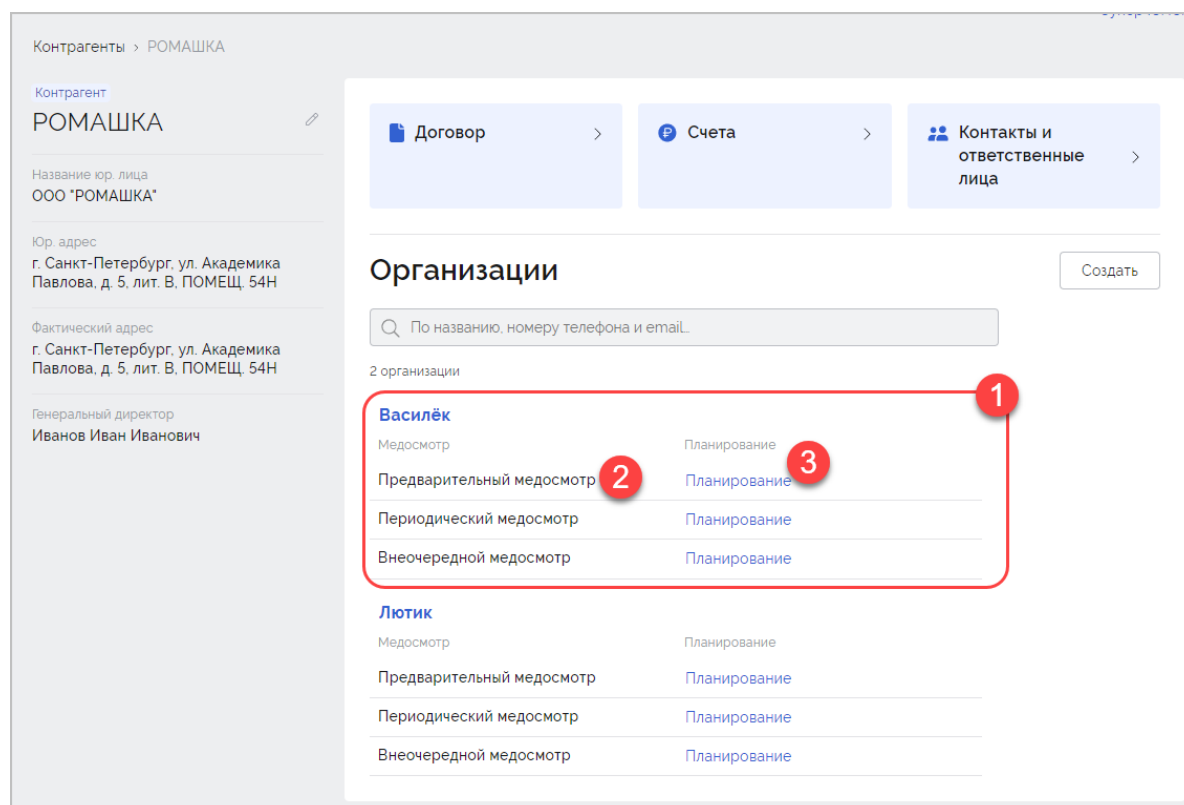 Контрагенты > РОМАШКА
Контрагент
РОМАШКА
Название юр. лица
ООО "РОМАШКА"
Юр. адрес
г. Санкт-Петербург, ул. Академика
Павлова, д. 5, лит. В, ПОМЕЩ. 54Н
Фактический адрес
г. Санкт-Петербург, ул. Академика
Павлова, д. 5, лит. В, ПОМЕЩ. 54Н
Генеральный директор
Иванов Иван Иванович
Договор
Счета
Контакты и
ответственные
лица
Организации
Создать
По названию, номеру телефона и email...
2 организации
1
Василёк
Медосмотр Планирование
Предварительный медосмотр 2 Планирование 3
Периодический медосмотр Планирование
Внеочередной медосмотр Планирование
Лютик
Медосмотр Планирование
Предварительный медосмотр Планирование
Периодический медосмотр Планирование
Внеочередной медосмотр Планирование